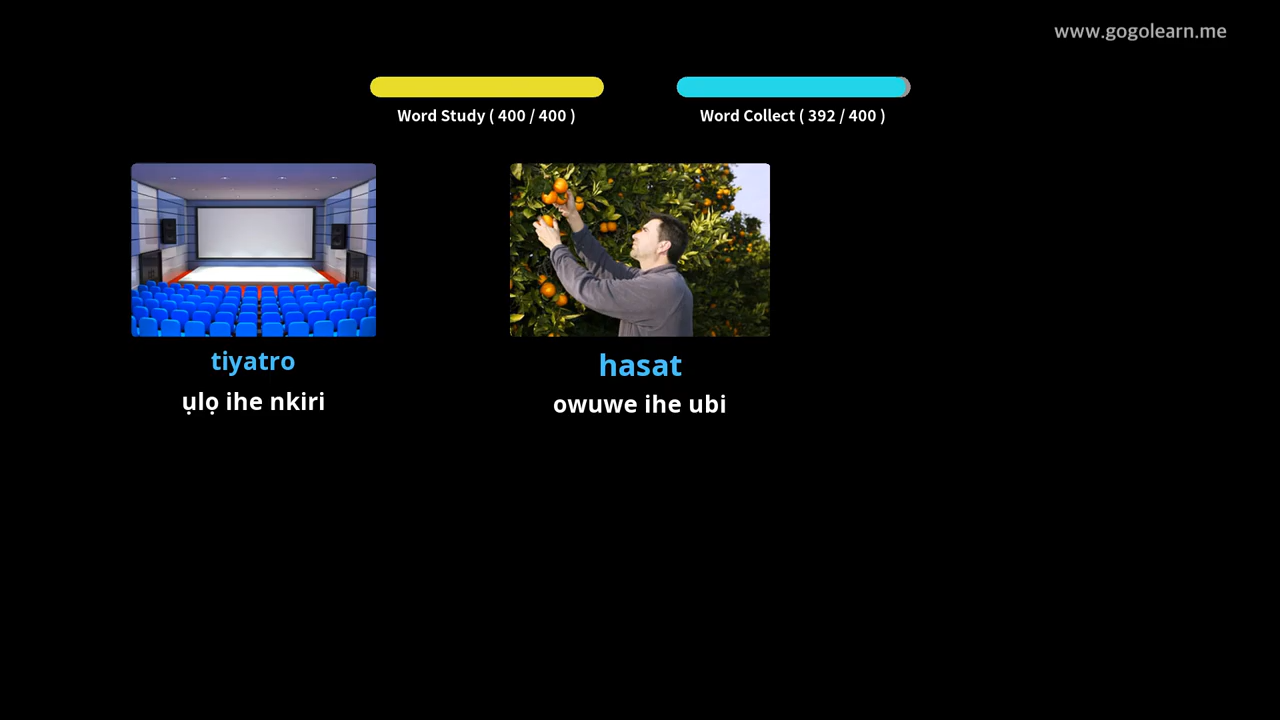 www.gogolearn.me
Word Study ( 400 / 400 )
Word Collect ( 392 / 400 )
tiyatro
ụlọ ihe nkiri
hasat
owuwe ihe ubi